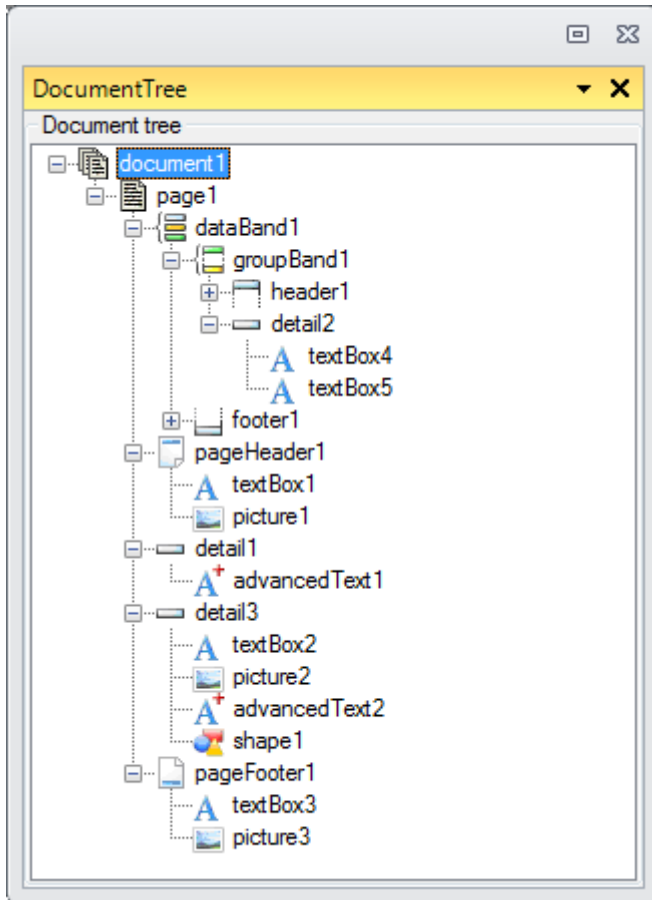 DocumentTree
Document tree
document1
page1
dataBand1
groupBand1
header1
detail2
textBox4
textBox5
footer1
pageHeader1
textBox1
picture1
detail1
advancedText1
detail3
textBox2
picture2
advancedText2
shape1
pageFooter1
textBox3
picture3